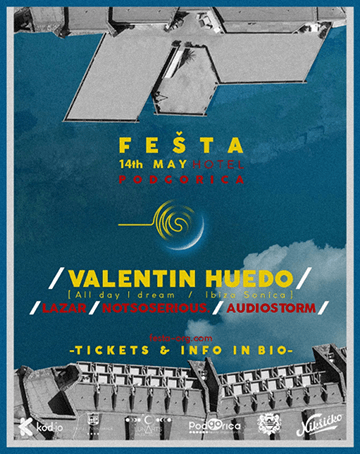 FEŠTA
14th MAY HOTEL
PODGORICA
/ VALENTIN HUEDO /
[All day I dream / Ibiza Sonica]
/ LAZAR / NOTSOSERIOUS. / AUDIOSTORM /
festa-org.com
-TICKETS & INFO IN BIO-
kodio
Podgorica
Nikšićko